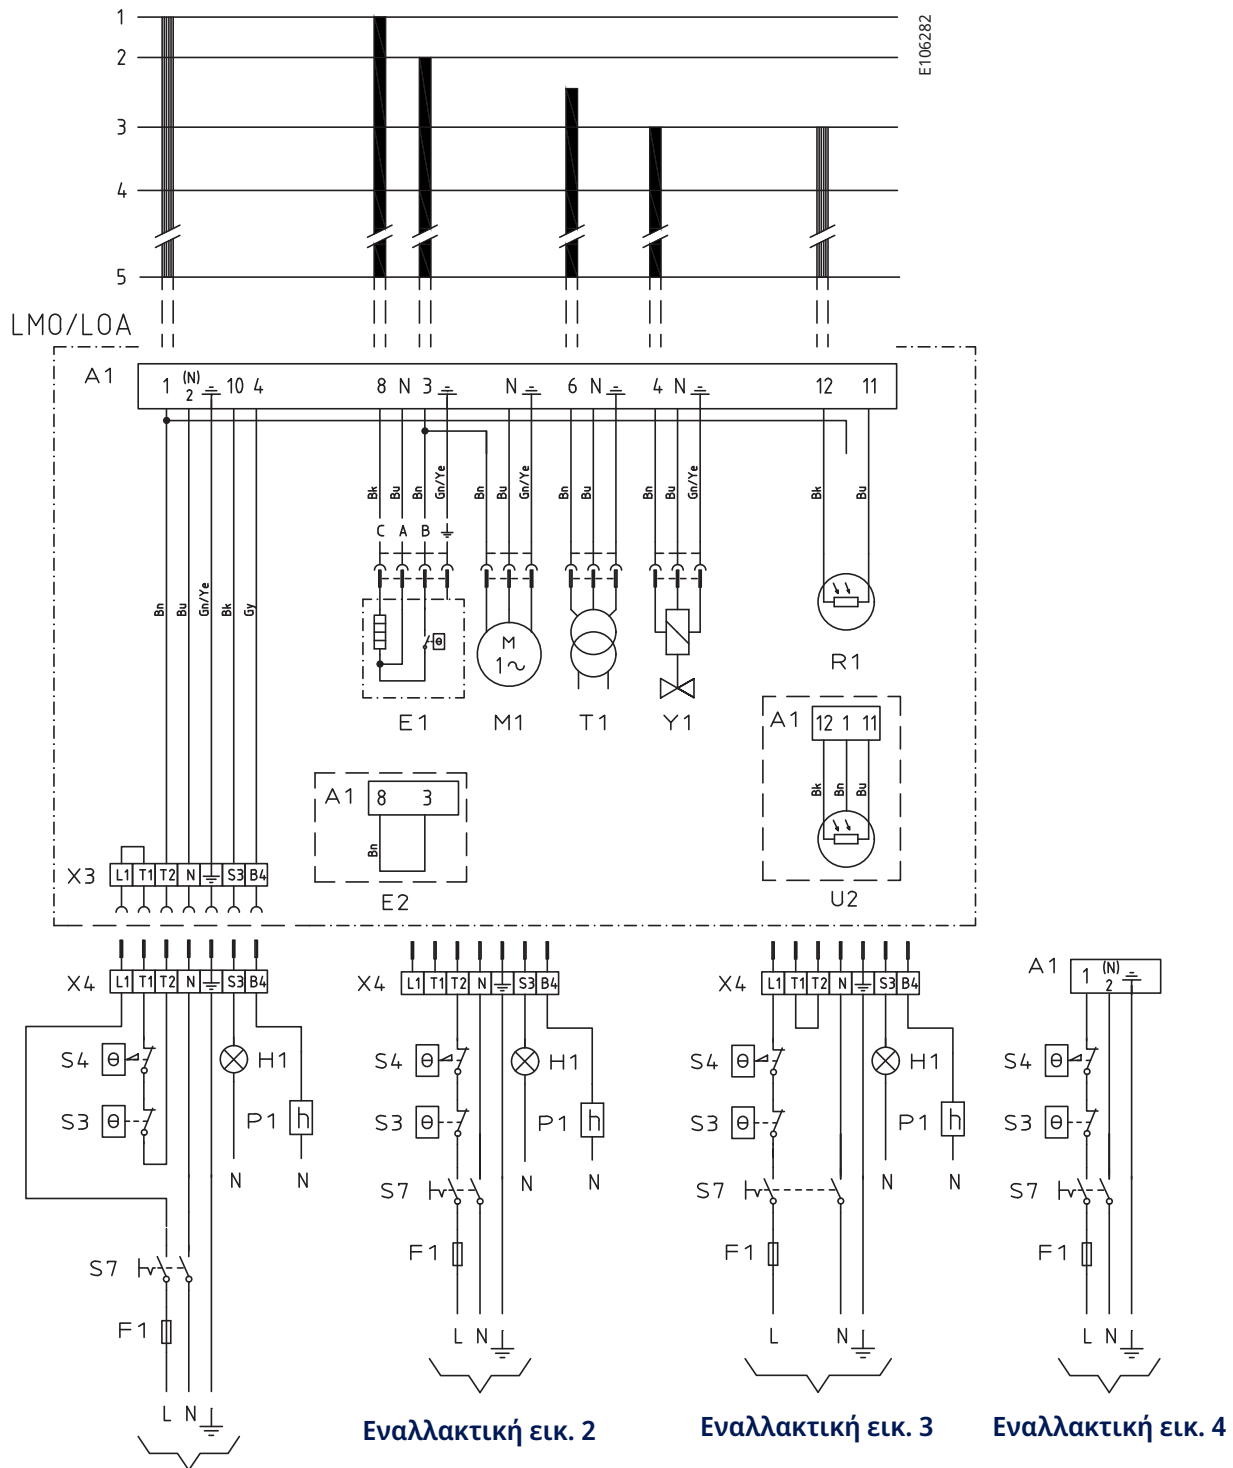 1
E106282
2
3
4
5
LMO/LOA
A1 1 (N) 2 10 4 8 N 3 N 6 N 4 N 12 11
Bk Bu Bn Gn/Ye Bn Bu Gn/Ye Bn Bu Bk Bu Gn/Ye Bk Bu
C A B
Bn Bu Gn/Ye Bk Gy
θ
M
1~
R1
E1 M1 T1 Y1
A1 12 1 11
Bk Bn Bu
A1 8 3
Bn
X3 L1 T1 T2 N S3 B4
E2
U2
X4 L1 T1 T2 N S3 B4
X4 L1 T1 T2 N S3 B4
X4 L1 T1 T2 N S3 B4
A1 1 (N) 2
S4 θ H1
S4 θ H1
S4 θ H1
S4 θ
S3 θ P1 h
S3 θ P1 h
S3 θ P1 h
S3 θ
N N
N N
N N
S7
S7
S7
S7
F1
F1
F1
F1
L N
L N
L N
L N
Εναλλακτική εικ. 2
Εναλλακτική εικ. 3
Εναλλακτική εικ. 4